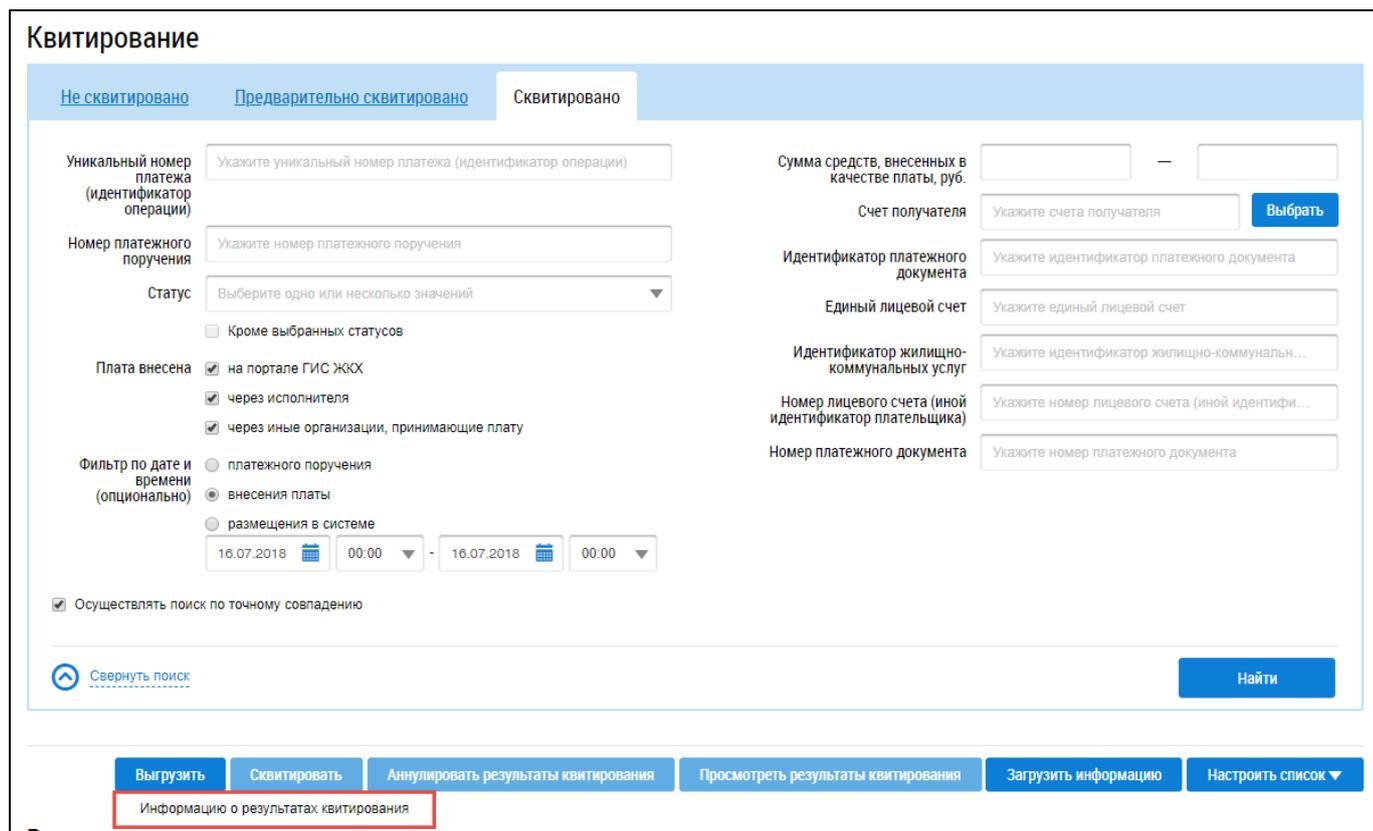 Квитирование
Не сквитировано
Предварительно сквитировано
Сквитировано
Уникальный номер
платежа
(идентификатор
операции)
Укажите уникальный номер платежа (идентификатор операции)
Номер платежного
поручения
Укажите номер платежного поручения
Статус
Выберите одно или несколько значений
Кроме выбранных статусов
Плата внесена
на портале ГИС ЖКХ
через исполнителя
через иные организации, принимающие плату
Фильтр по дате и
времени
(опционально)
платежного поручения
внесения платы
размещения в системе
16.07.2018 00:00 - 16.07.2018 00:00
Сумма средств, внесенных в
качестве платы, руб.
—
Счет получателя
Укажите счета получателя
Выбрать
Идентификатор платежного
документа
Укажите идентификатор платежного документа
Единый лицевой счет
Укажите единый лицевой счет
Идентификатор жилищно-
коммунальных услуг
Укажите идентификатор жилищно-коммунальн...
Номер лицевого счета (иной
идентификатор плательщика)
Укажите номер лицевого счета (иной идентифи...
Номер платежного документа
Укажите номер платежного документа
Осуществлять поиск по точному совпадению
Свернуть поиск
Найти
Выгрузить
Сквитировать
Аннулировать результаты квитирования
Просмотреть результаты квитирования
Загрузить информацию
Настроить список
Информацию о результатах квитирования